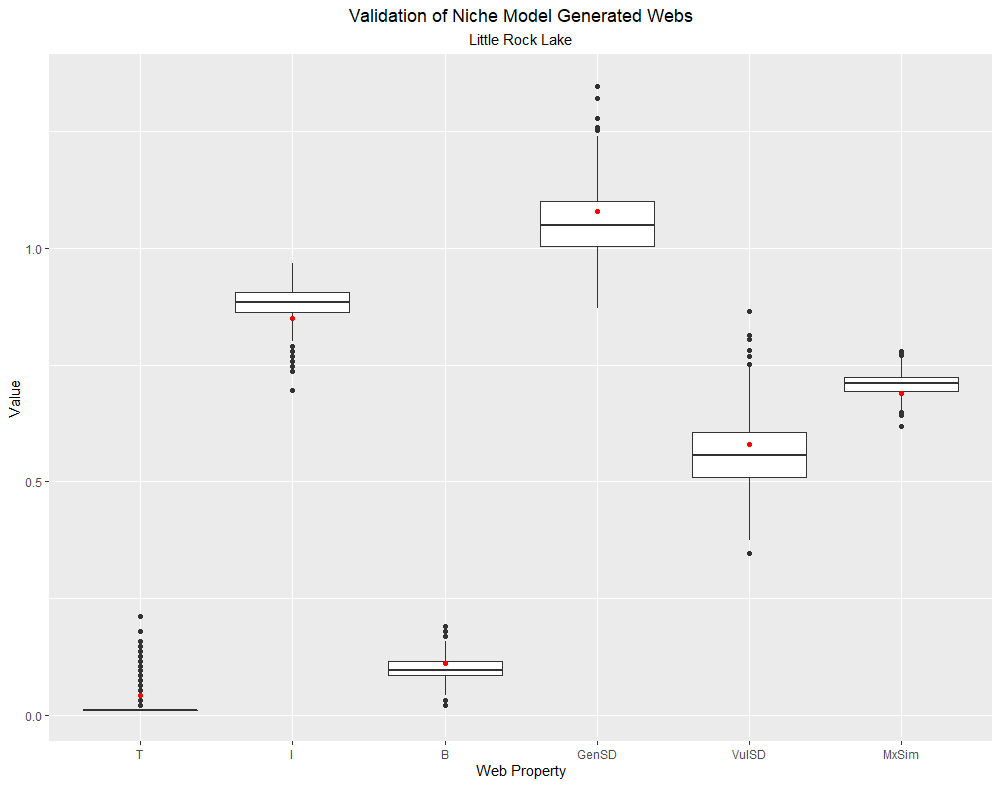 Validation of Niche Model Generated Webs
Little Rock Lake
Value
1.0
0.5
0.0
T I B GenSD VulSD MxSim
Web Property